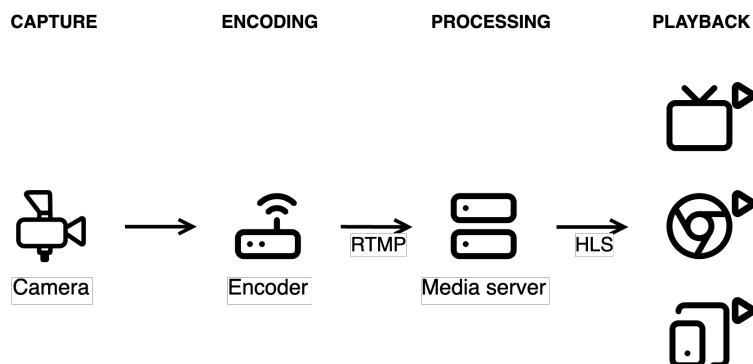 CAPTURE
ENCODING
PROCESSING
PLAYBACK
RTMP
HLS
Camera
Encoder
Media server